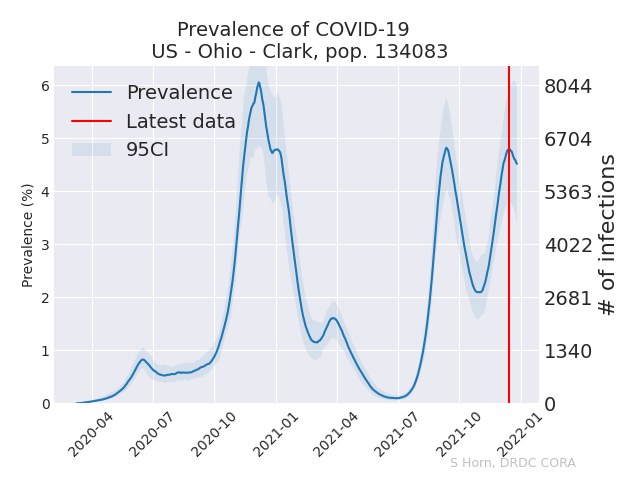 Prevalence of COVID-19
US - Ohio - Clark, pop. 134083
Prevalence
Latest data
95CI
Prevalence (%)
6
5
4
3
2
1
0
8044
6704
5363
4022
2681
1340
0
# of infections
2020-04
2020-07
2020-10
2021-01
2021-04
2021-07
2021-10
2022-01
S Horn, DRDC CORA